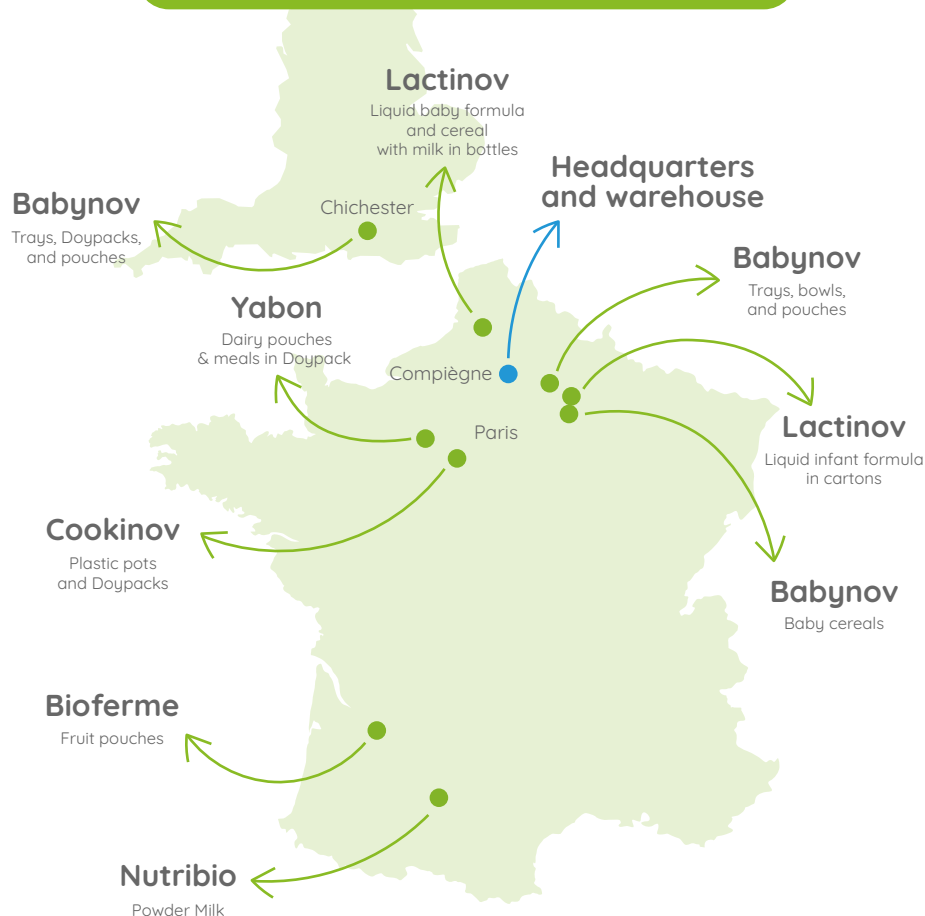 Lactinov
Liquid baby formula
and cereal
with milk in bottles
Headquarters
and warehouse
Babynov
Trays, Doypacks,
and pouches
Chichester
Babynov
Trays, bowls,
and pouches
Yabon
Dairy pouches
& meals in Doypack
Compiègne
Paris
Lactinov
Liquid infant formula
in cartons
Cookinov
Plastic pots
and Doypacks
Babynov
Baby cereals
Bioferme
Fruit pouches
Nutribio
Powder Milk